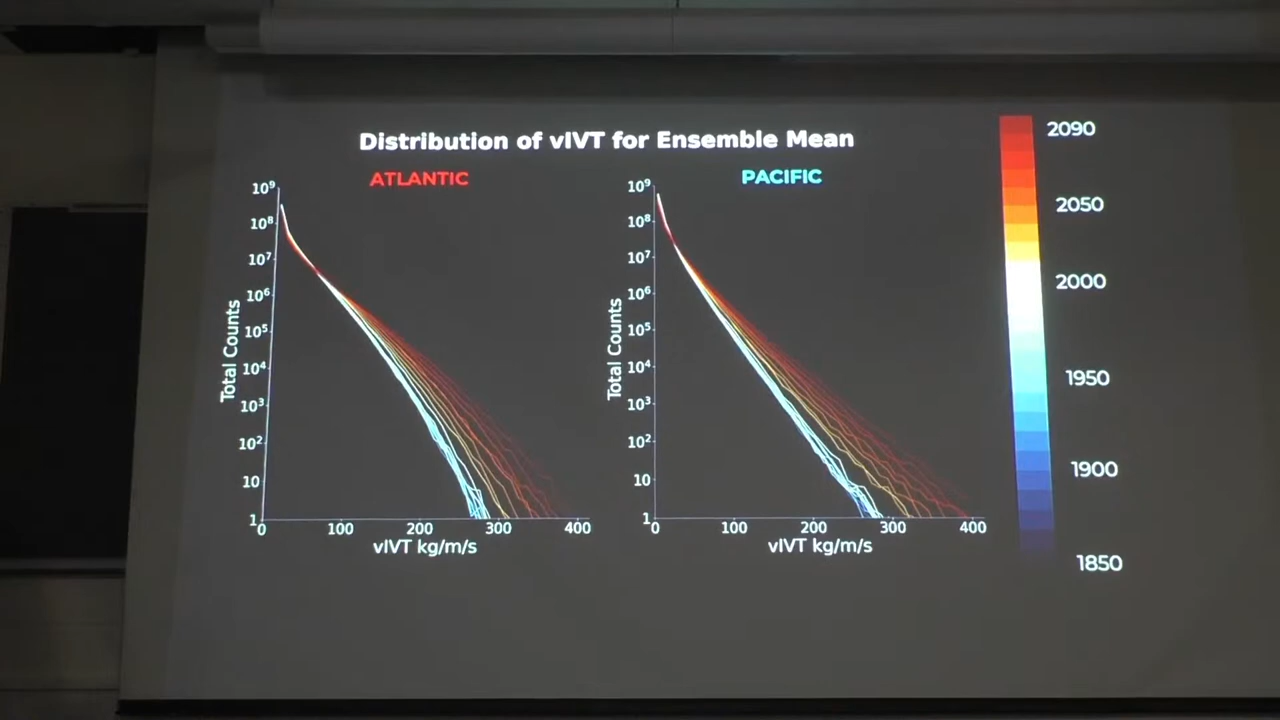 Distribution of vIVT for Ensemble Mean
ATLANTIC
10⁹
10⁸
10⁷
10⁶
10⁵
10⁴
10³
10²
10
1
Total Counts
0 100 200 300 400
vIVT kg/m/s
PACIFIC
10⁹
10⁸
10⁷
10⁶
10⁵
10⁴
10³
10²
10
1
Total Counts
0 100 200 300 400
vIVT kg/m/s
2090
2050
2000
1950
1900
1850